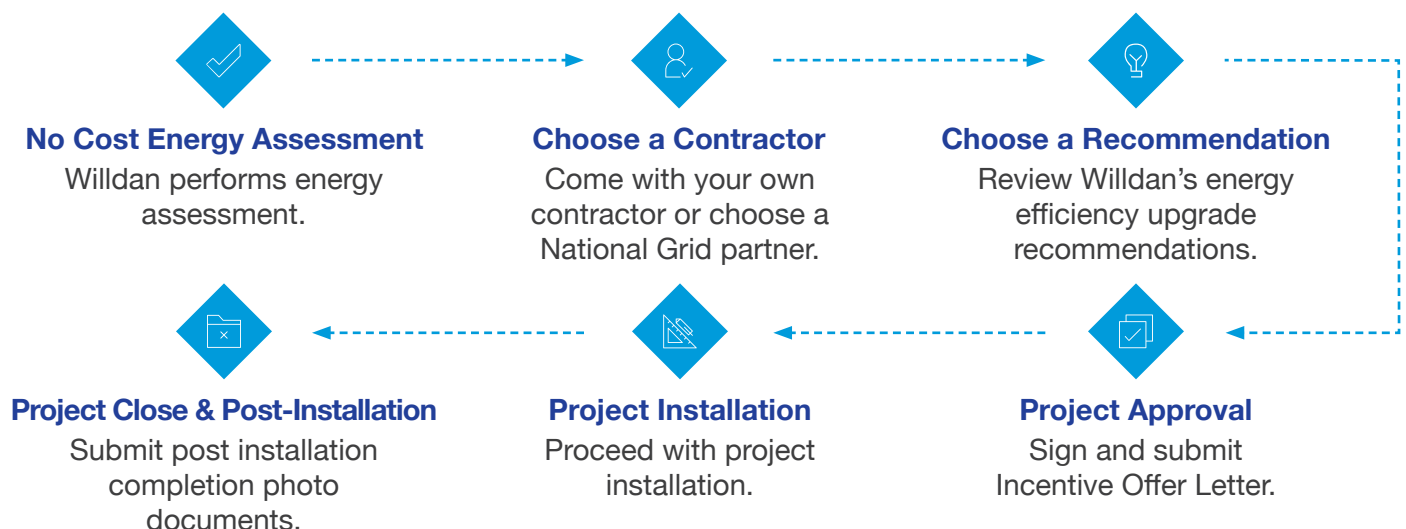 No Cost Energy Assessment
Willdan performs energy
assessment.
Choose a Contractor
Come with your own
contractor or choose a
National Grid partner.
Choose a Recommendation
Review Willdan’s energy
efficiency upgrade
recommendations.
Project Approval
Sign and submit
Incentive Offer Letter.
Project Installation
Proceed with project
installation.
Project Close & Post-Installation
Submit post installation
completion photo
documents.